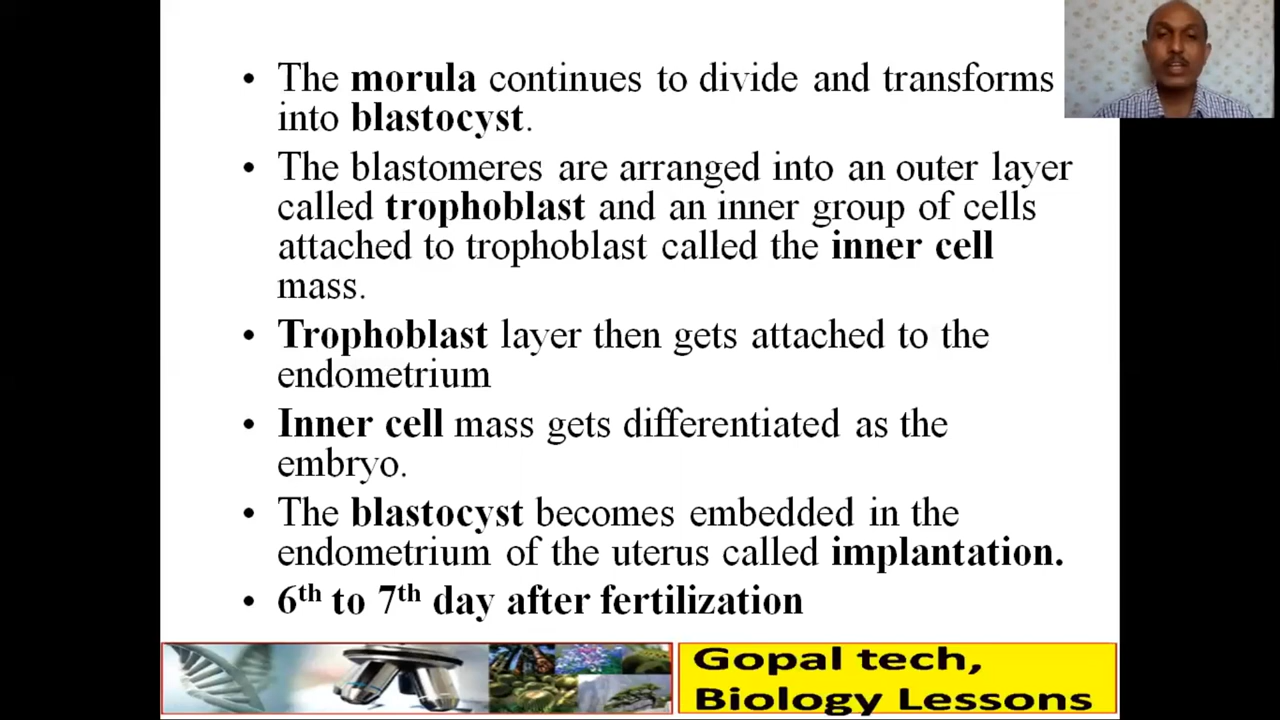 • The morula continues to divide and transforms
into blastocyst.
• The blastomeres are arranged into an outer layer
called trophoblast and an inner group of cells
attached to trophoblast called the inner cell
mass.
• Trophoblast layer then gets attached to the
endometrium
• Inner cell mass gets differentiated as the
embryo.
• The blastocyst becomes embedded in the
endometrium of the uterus called implantation.
• 6th to 7th day after fertilization
Gopal tech,
Biology Lessons